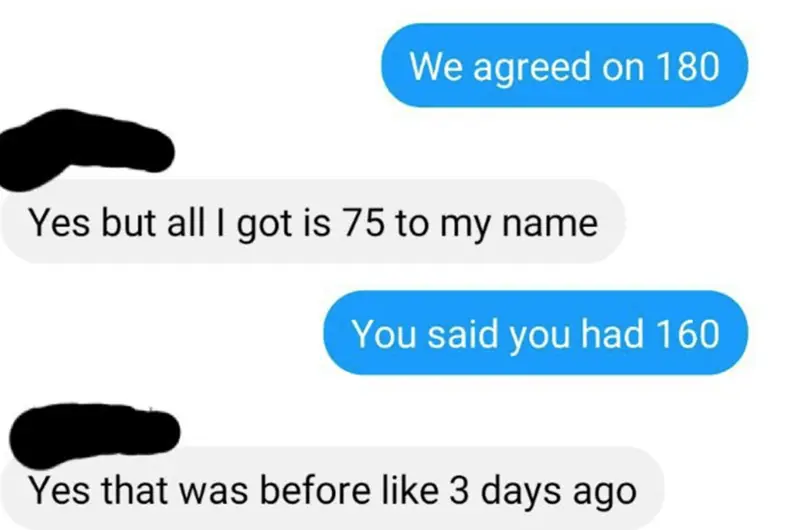 We agreed on 180
Yes but all I got is 75 to my name
You said you had 160
Yes that was before like 3 days ago